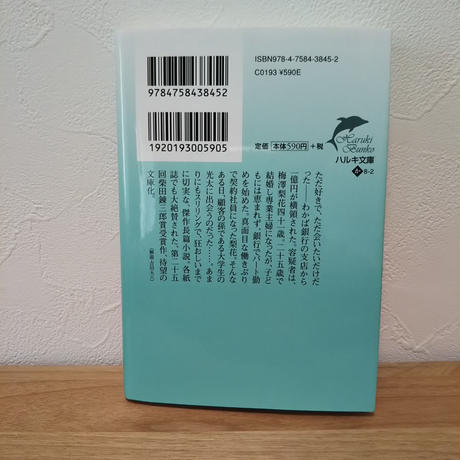 ISBN978-4-7584-3845-2
C0193 ¥590E
9784758438452
1920193005905
定価 本体590円 +税
Haruki
Bunko
ハルキ文庫
か 8-2
ただ好きで、ただ会いたいだけだ
った――わかば銀行の支店から
一億円が横領された。容疑者は、
梅澤梨花四十一歳。二十五歳で
結婚し専業主婦になったが、子ど
もには恵まれず、銀行でパート勤
めを始めた。真面目な働きぶり
で契約社員になった梨花。そんな
ある日、顧客の孫である大学生の
光太に出会うのだった……。あま
りにもスリリングで、狂おしいまで
に切実な、傑作長篇小説。各紙
誌でも大絶賛された、第二十五
回柴田錬三郎賞受賞作、待望の
文庫化。
(解説・吉田大八)